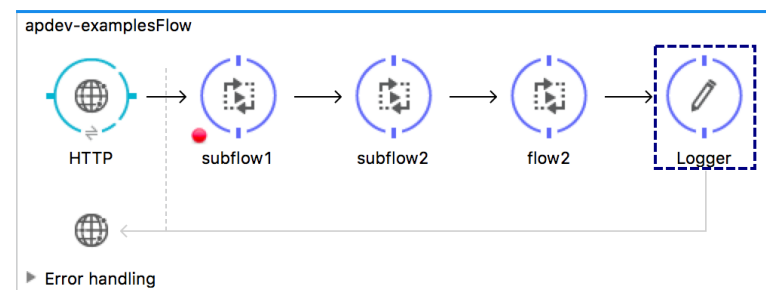 apdev-examplesFlow
HTTP
subflow1
subflow2
flow2
Logger
Error handling